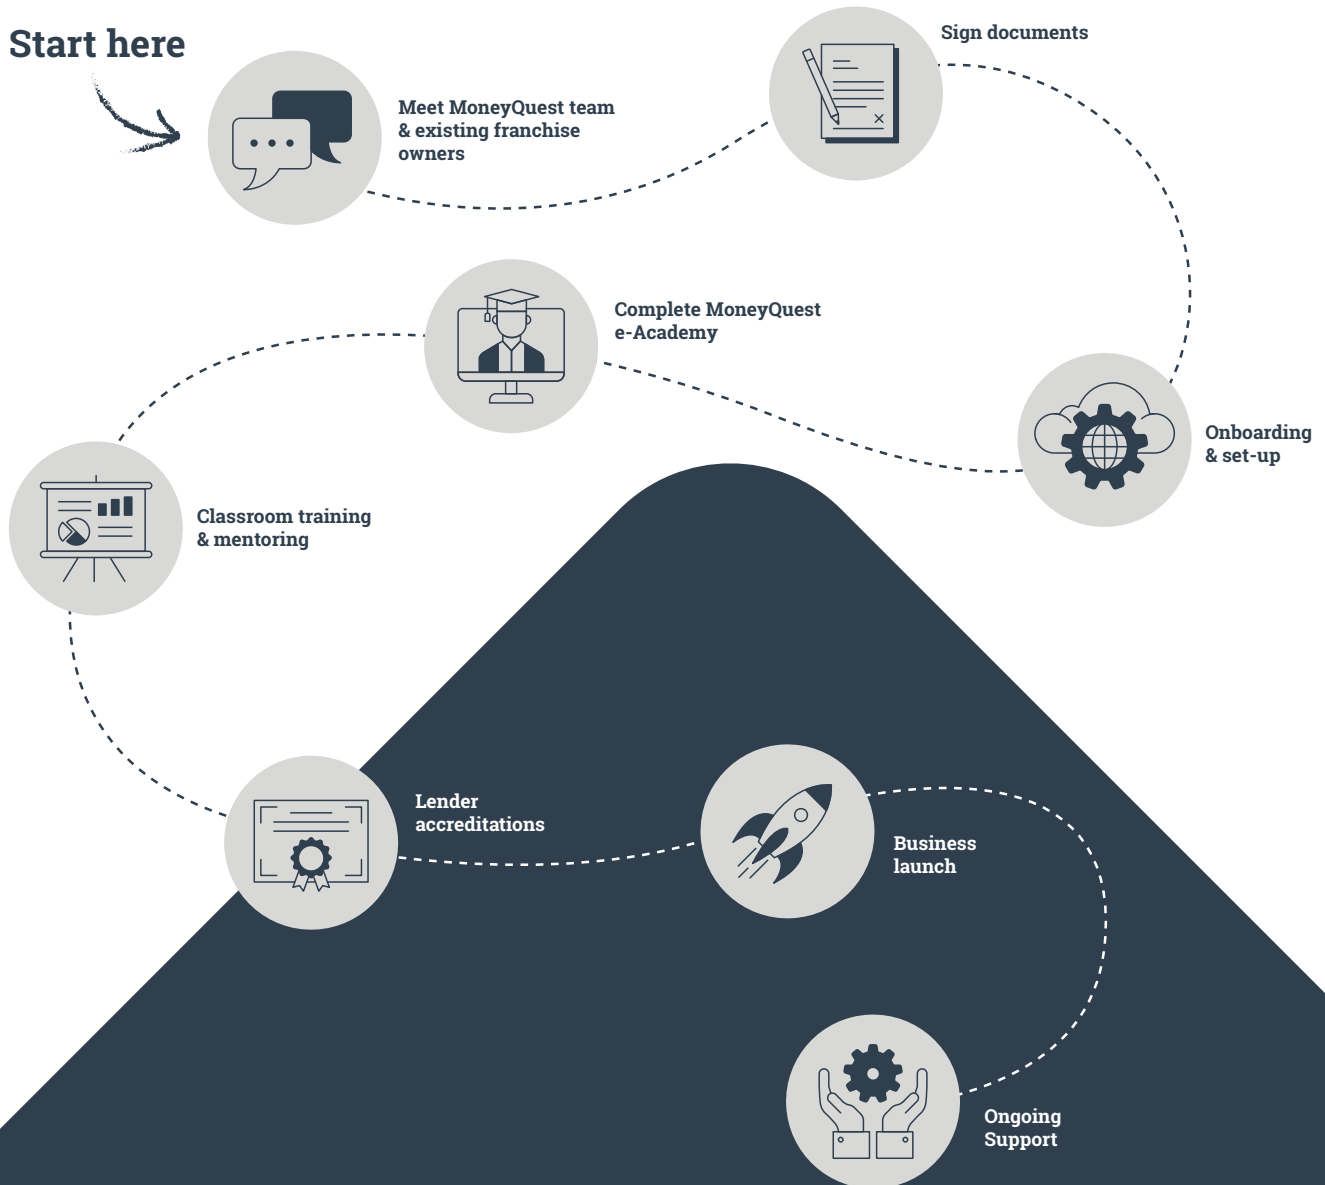 Start here
Meet MoneyQuest team
& existing franchise
owners
Sign documents
Onboarding
& set-up
Complete MoneyQuest
e-Academy
Classroom training
& mentoring
Lender
accreditations
Business
launch
Ongoing
Support